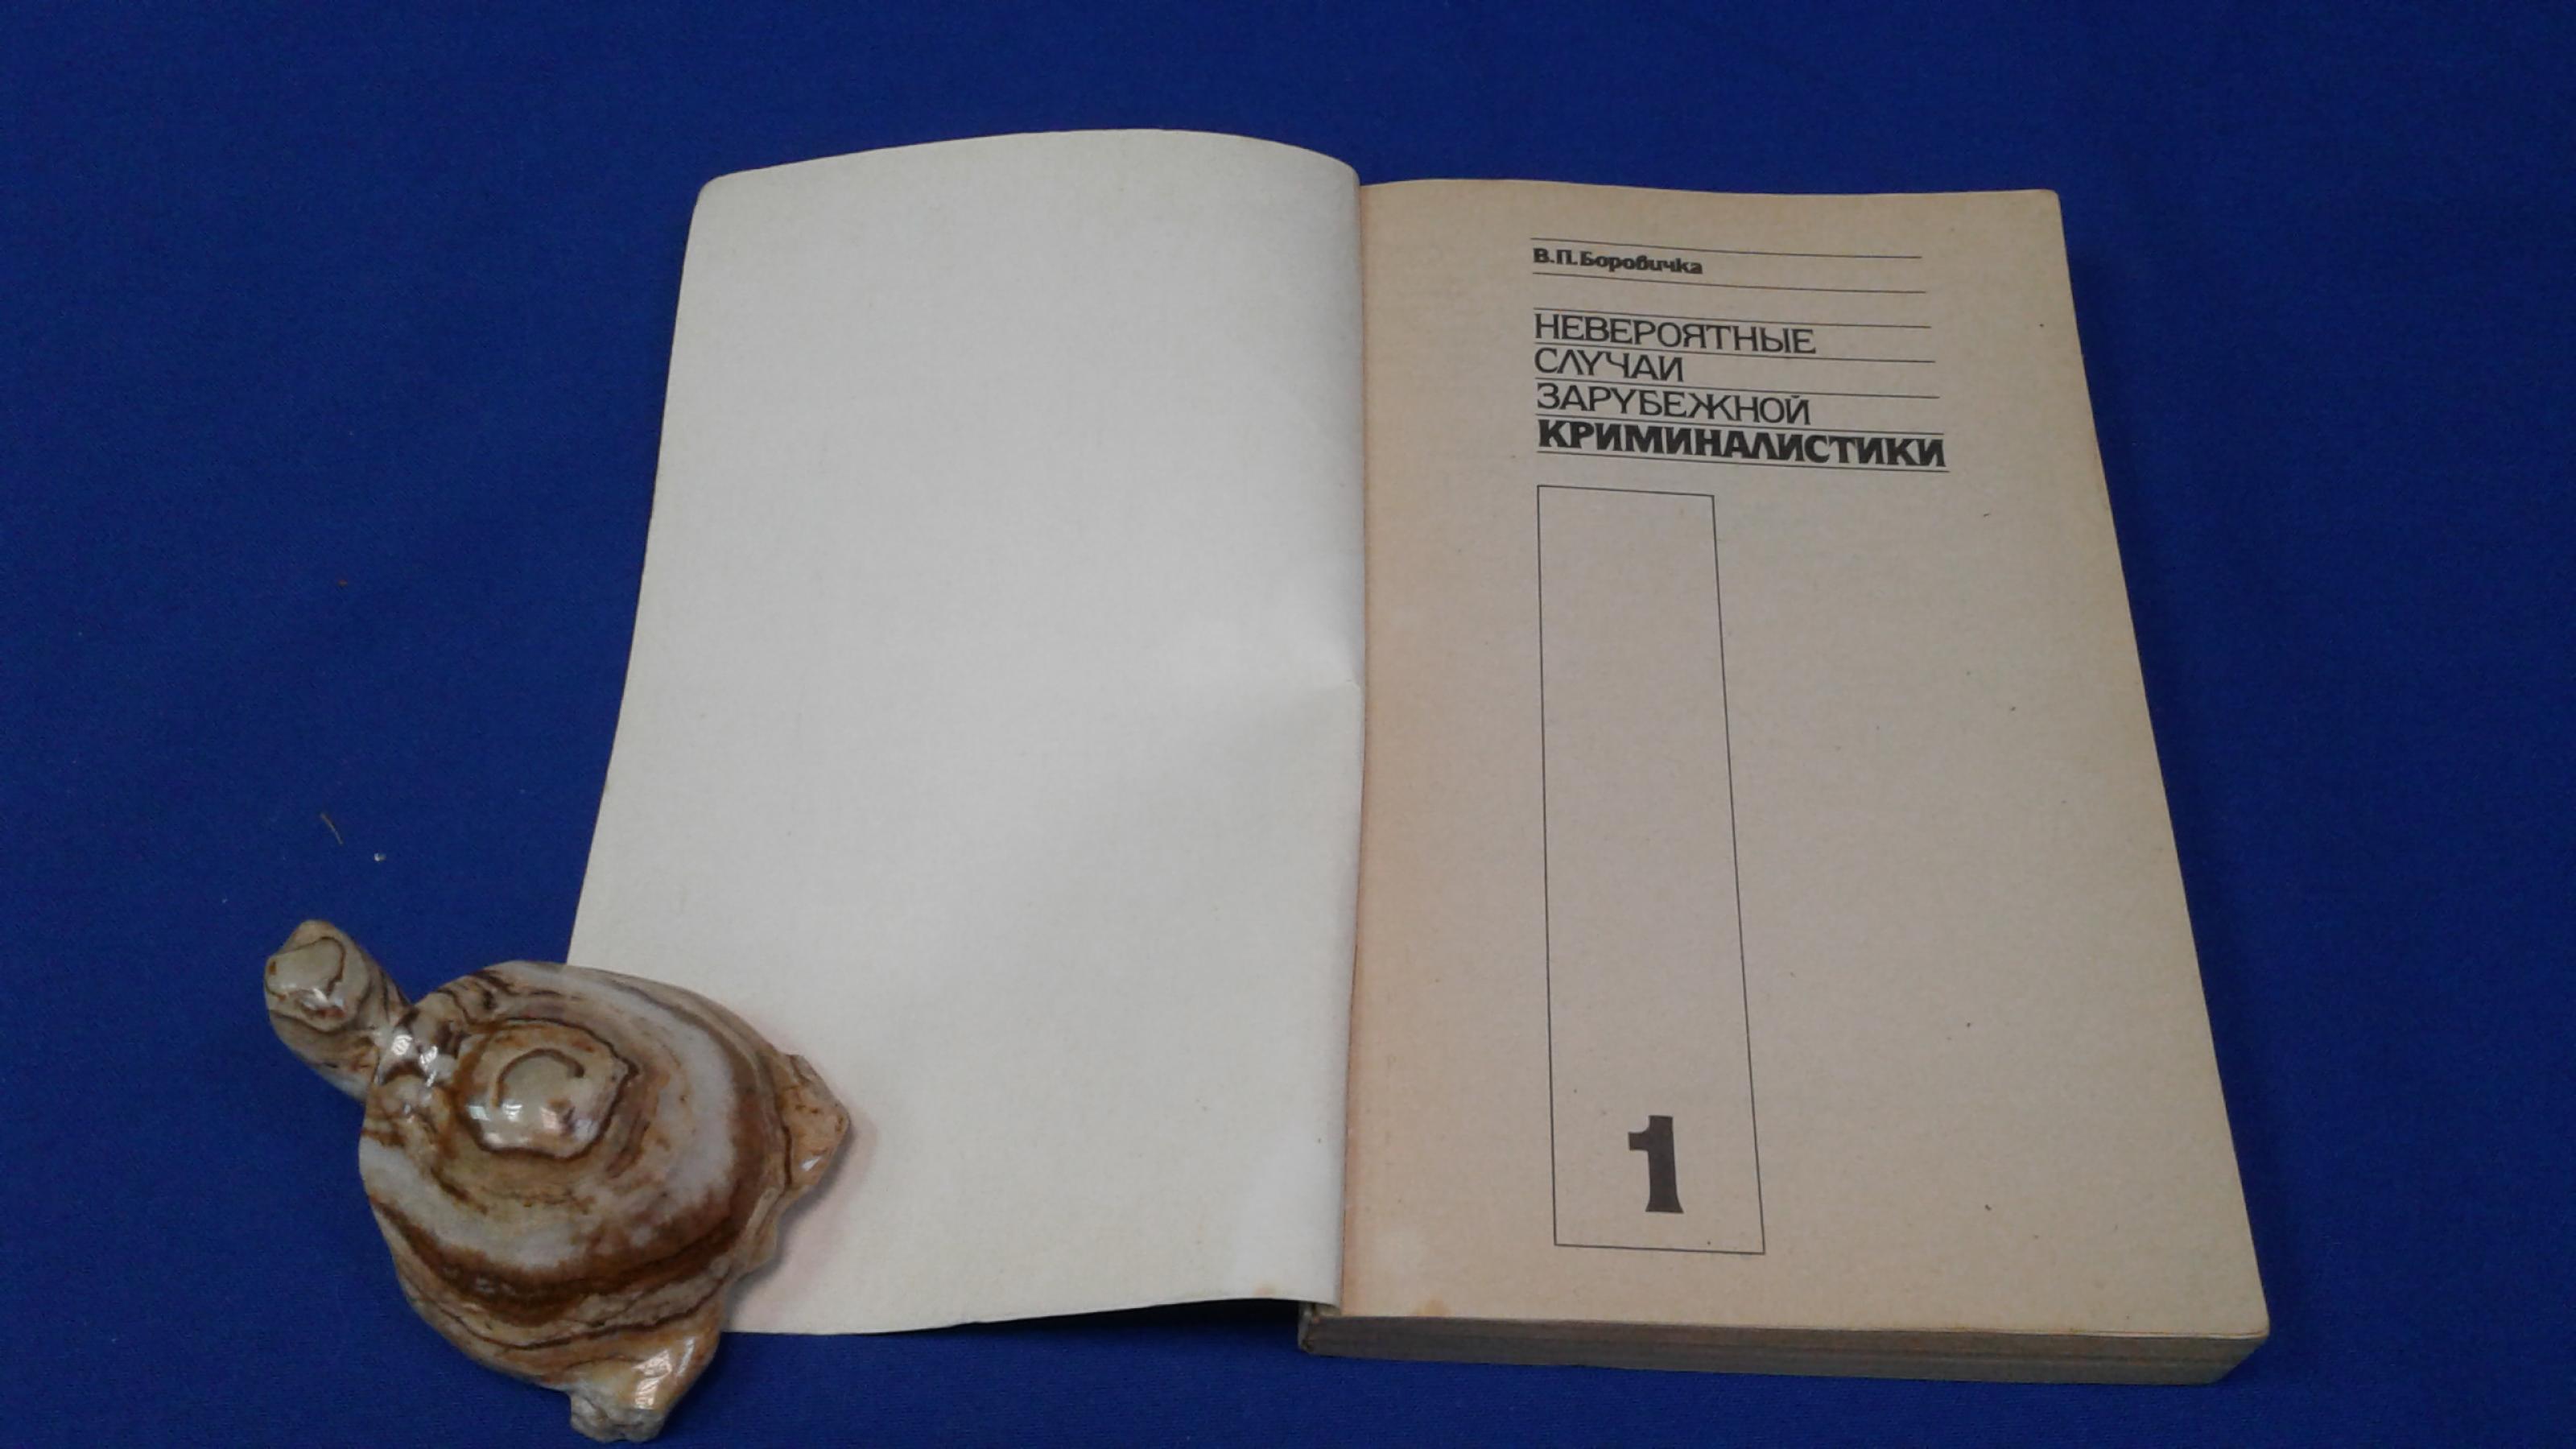 В.П.Боровичка
НЕВЕРОЯТНЫЕ
СЛУЧАИ
ЗАРУБЕЖНОЙ
КРИМИНАЛИСТИКИ
1